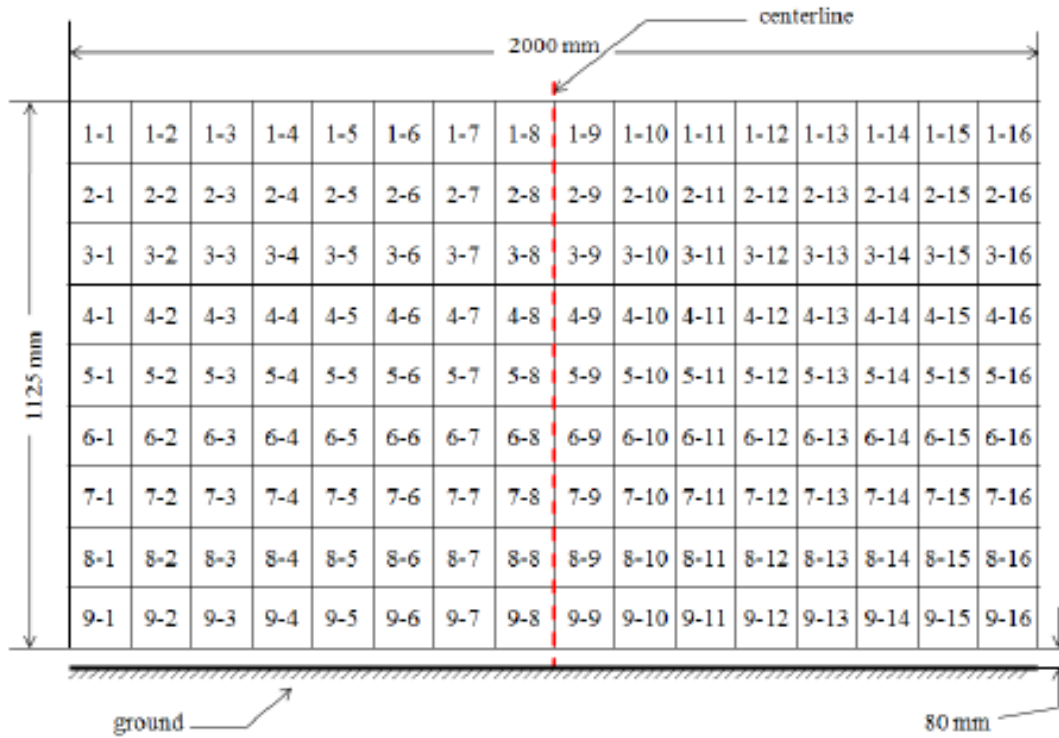 centerline
2000 mm
1125 mm
1-1 1-2 1-3 1-4 1-5 1-6 1-7 1-8 1-9 1-10 1-11 1-12 1-13 1-14 1-15 1-16
2-1 2-2 2-3 2-4 2-5 2-6 2-7 2-8 2-9 2-10 2-11 2-12 2-13 2-14 2-15 2-16
3-1 3-2 3-3 3-4 3-5 3-6 3-7 3-8 3-9 3-10 3-11 3-12 3-13 3-14 3-15 3-16
4-1 4-2 4-3 4-4 4-5 4-6 4-7 4-8 4-9 4-10 4-11 4-12 4-13 4-14 4-15 4-16
5-1 5-2 5-3 5-4 5-5 5-6 5-7 5-8 5-9 5-10 5-11 5-12 5-13 5-14 5-15 5-16
6-1 6-2 6-3 6-4 6-5 6-6 6-7 6-8 6-9 6-10 6-11 6-12 6-13 6-14 6-15 6-16
7-1 7-2 7-3 7-4 7-5 7-6 7-7 7-8 7-9 7-10 7-11 7-12 7-13 7-14 7-15 7-16
8-1 8-2 8-3 8-4 8-5 8-6 8-7 8-8 8-9 8-10 8-11 8-12 8-13 8-14 8-15 8-16
9-1 9-2 9-3 9-4 9-5 9-6 9-7 9-8 9-9 9-10 9-11 9-12 9-13 9-14 9-15 9-16
ground
80 mm